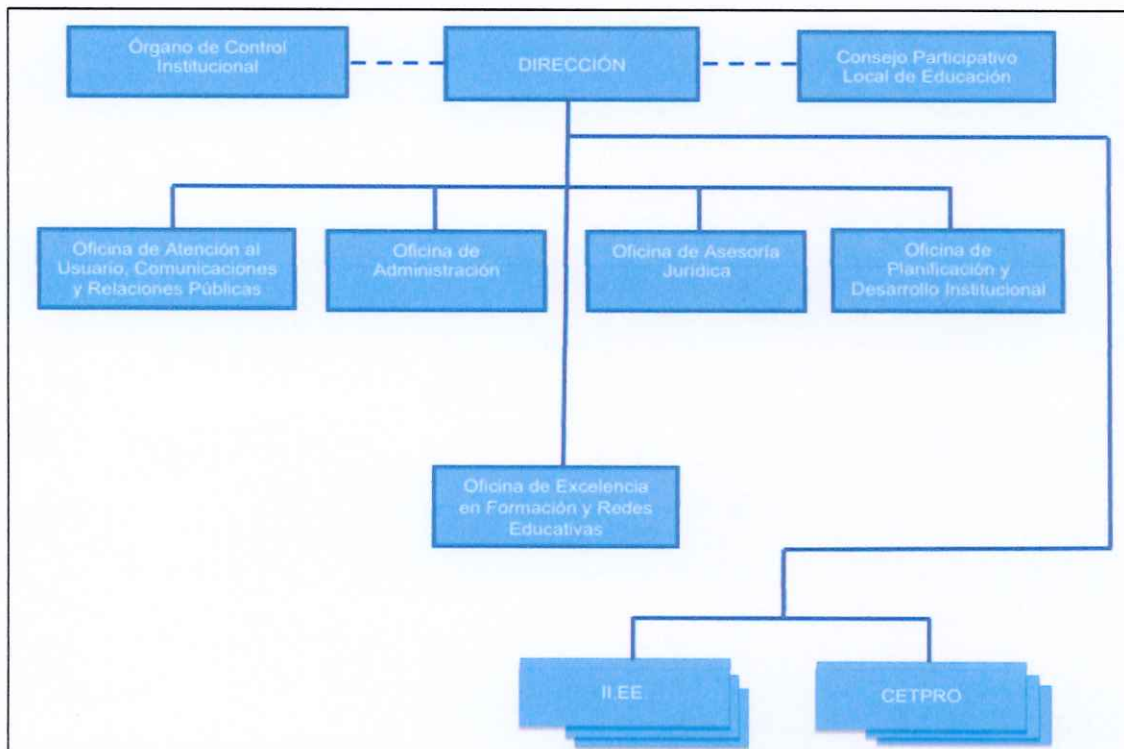 Órgano de Control
Institucional
DIRECCIÓN
Consejo Participativo
Local de Educación
Oficina de Atención al
Usuario, Comunicaciones
y Relaciones Públicas
Oficina de
Administración
Oficina de Asesoría
Jurídica
Oficina de
Planificación y
Desarrollo Institucional
Oficina de Excelencia
en Formación y Redes
Educativas
II.EE
CETPRO